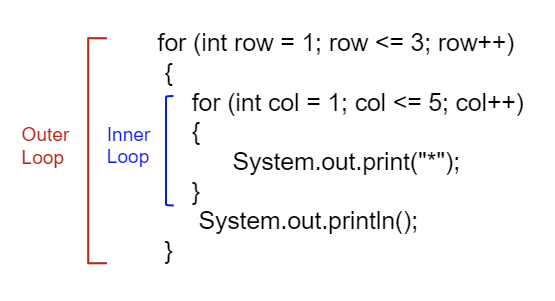 for (int row = 1; row <= 3; row++)
{
for (int col = 1; col <= 5; col++)
{
System.out.print("*");
}
System.out.println();
}
Outer
Loop
Inner
Loop